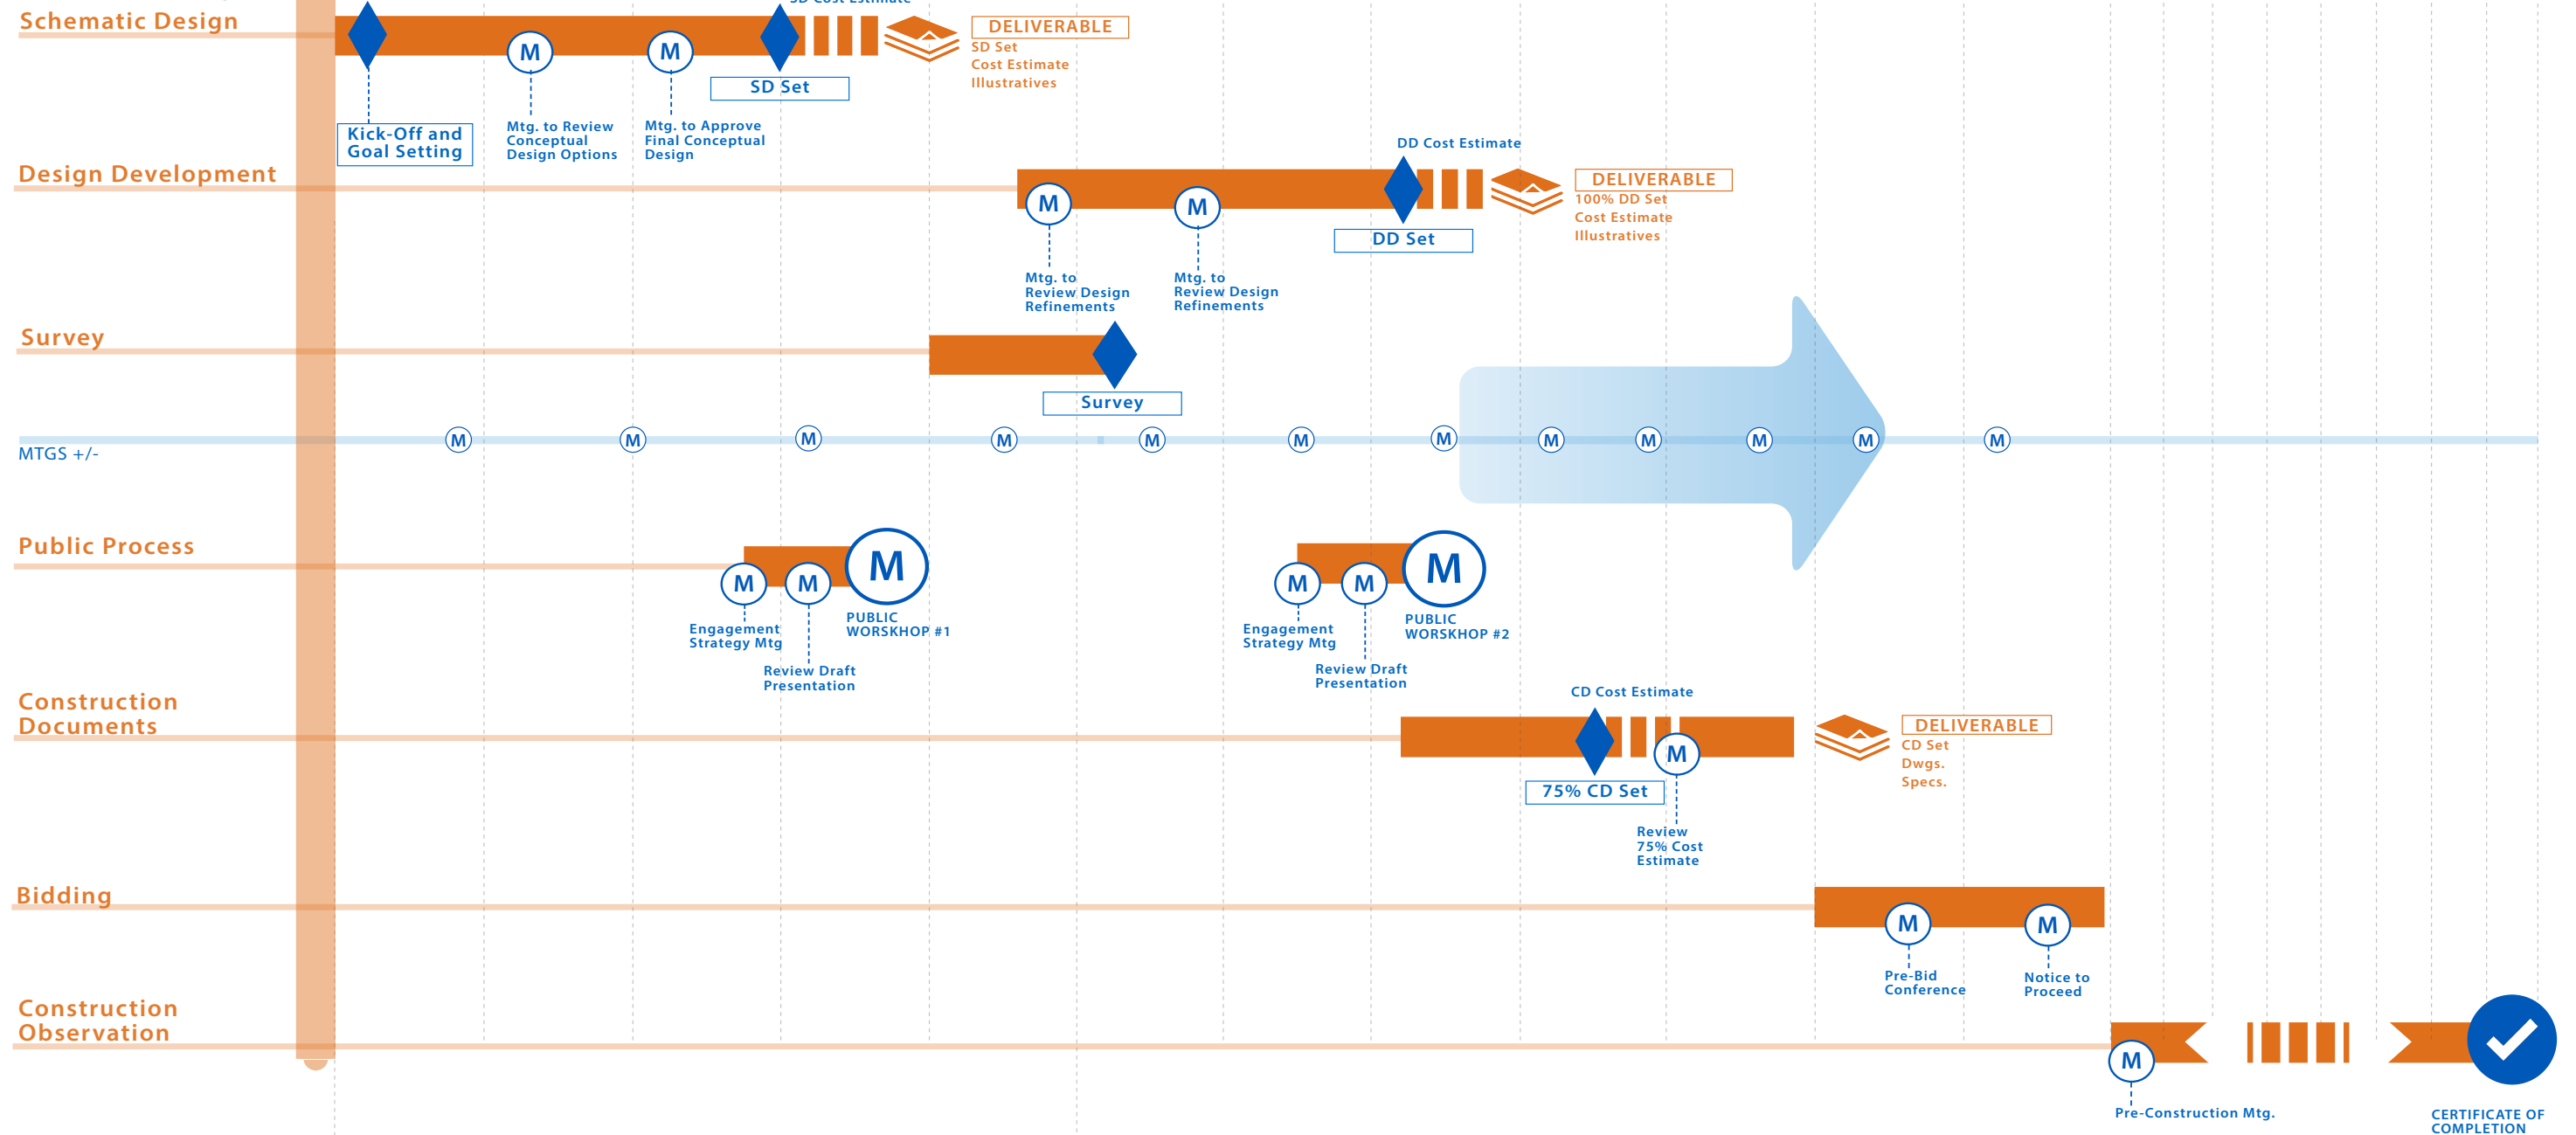 SD Cost Estimate
Schematic Design
M
M
DELIVERABLE
SD Set
Cost Estimate
Illustratives
SD Set
Kick-Off and
Goal Setting
Mtg. to Review
Conceptual
Design Options
Mtg. to Approve
Final Conceptual
Design
DD Cost Estimate
Design Development
M
M
DELIVERABLE
100% DD Set
Cost Estimate
Illustratives
DD Set
Mtg. to
Review Design
Refinements
Mtg. to
Review Design
Refinements
Survey
Survey
M
M
M
M
M
M
M
M
M
M
M
M
MTGS +/-
Public Process
M
M
M
Engagement
Strategy Mtg
Review Draft
Presentation
PUBLIC
WORSKHOP #1
M
M
M
Engagement
Strategy Mtg
Review Draft
Presentation
PUBLIC
WORSKHOP #2
Construction
Documents
CD Cost Estimate
M
75% CD Set
Review
75% Cost
Estimate
DELIVERABLE
CD Set
Dwgs.
Specs.
Bidding
M
M
Pre-Bid
Conference
Notice to
Proceed
Construction
Observation
M
Pre-Construction Mtg.
CERTIFICATE OF
COMPLETION